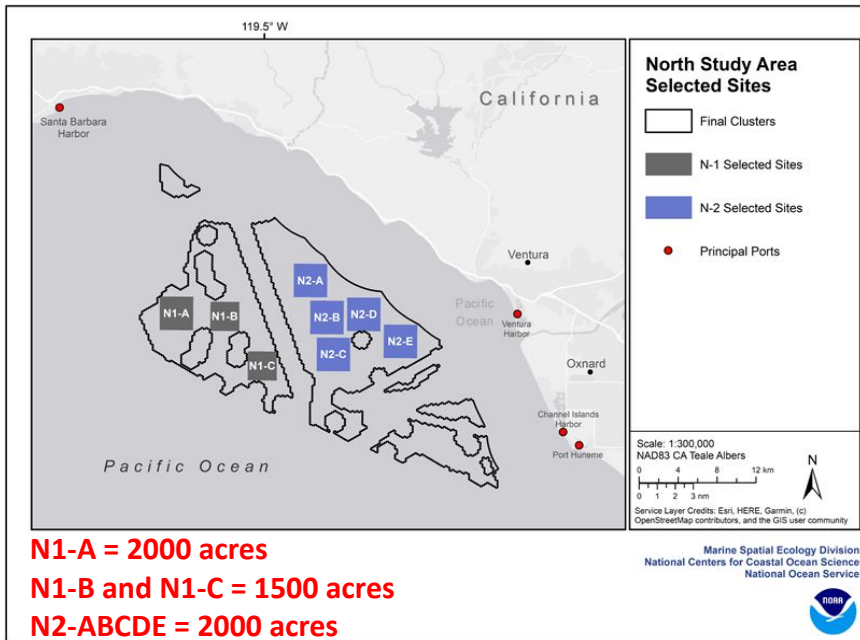 119.5° W
California
Santa Barbara
Harbor
Ventura
N2-A
N1-A
N1-B
N2-B
N2-D
Pacific
Ocean
Ventura
Harbor
N2-C
N2-E
N1-C
Oxnard
Channel Islands
Harbor
Port Hueneme
Pacific Ocean
North Study Area
Selected Sites
Final Clusters
N-1 Selected Sites
N-2 Selected Sites
Principal Ports
Scale: 1:300,000
NAD83 CA Teale Albers
0 4 8 12 km
0 1 2 3 nm
N
Service Layer Credits: Esri, HERE, Garmin, (c)
OpenStreetMap contributors, and the GIS user community
N1-A = 2000 acres
N1-B and N1-C = 1500 acres
N2-ABCDE = 2000 acres
Marine Spatial Ecology Division
National Centers for Coastal Ocean Science
National Ocean Service
NOAA